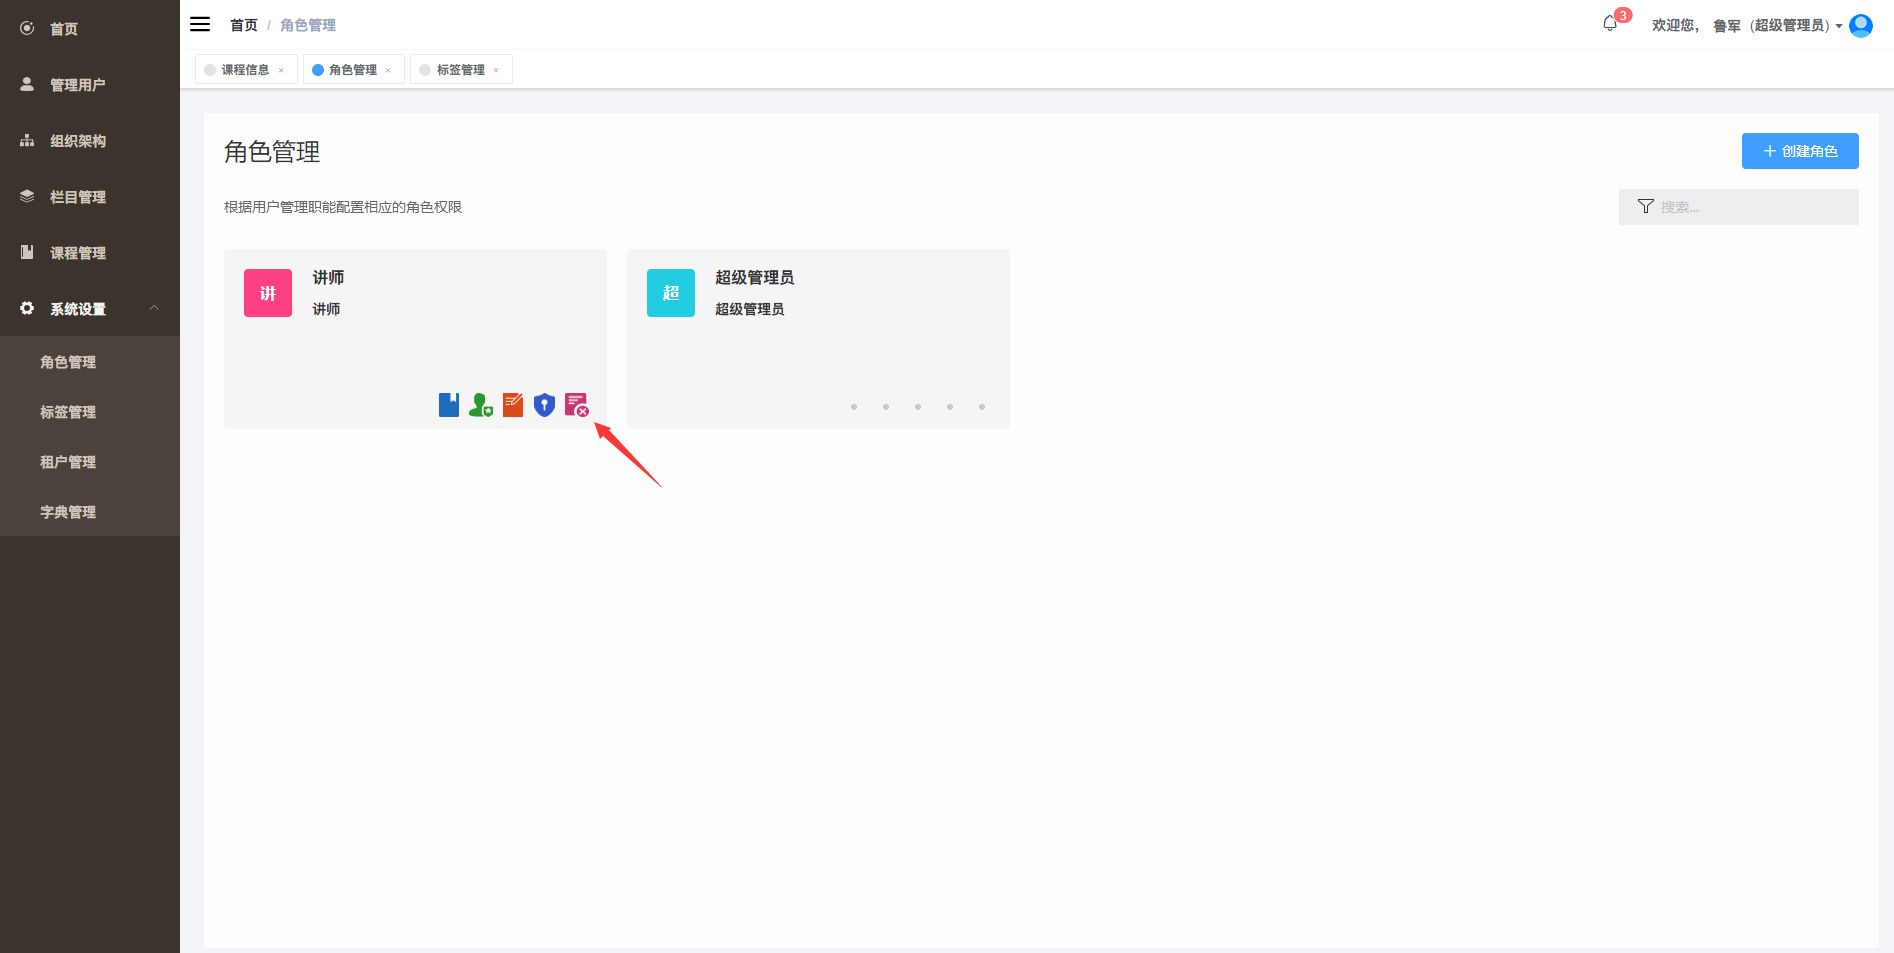 首页
管理用户
组织架构
栏目管理
课程管理
系统设置
角色管理
标签管理
租户管理
字典管理
首页 / 角色管理
3
欢迎您， 鲁军（超级管理员）
课程信息 ×
角色管理 ×
标签管理 ×
角色管理
创建角色
根据用户管理职能配置相应的角色权限
搜索...
讲
讲师
讲师
超
超级管理员
超级管理员